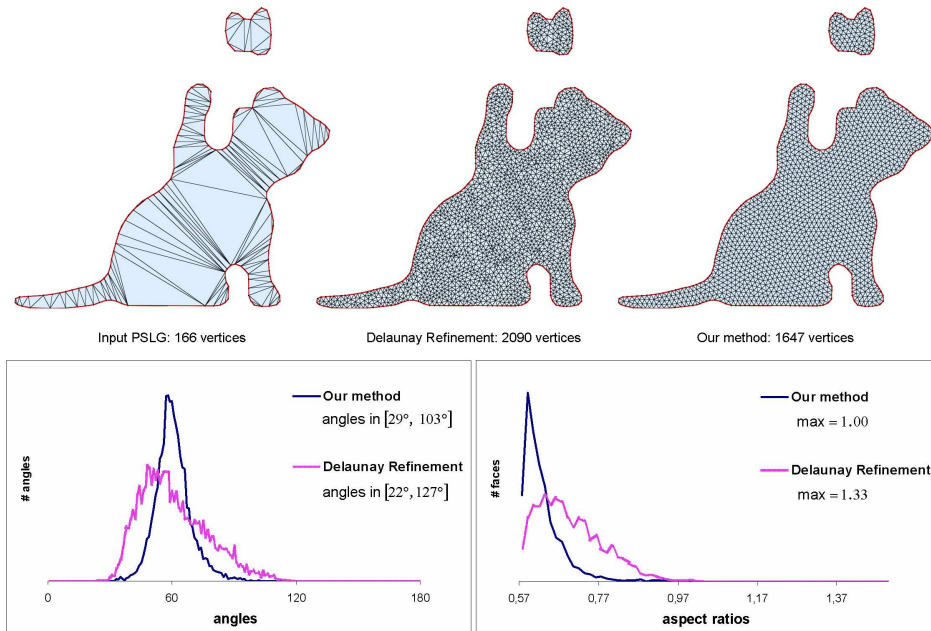 Input PSLG: 166 vertices
Delaunay Refinement: 2090 vertices
Our method: 1647 vertices
# angles
Our method
angles in [29°, 103°]
Delaunay Refinement
angles in [22°,127°]
0 60 120 180
angles
# faces
Our method
max = 1.00
Delaunay Refinement
max = 1.33
0,57 0,77 0,97 1,17 1,37
aspect ratios